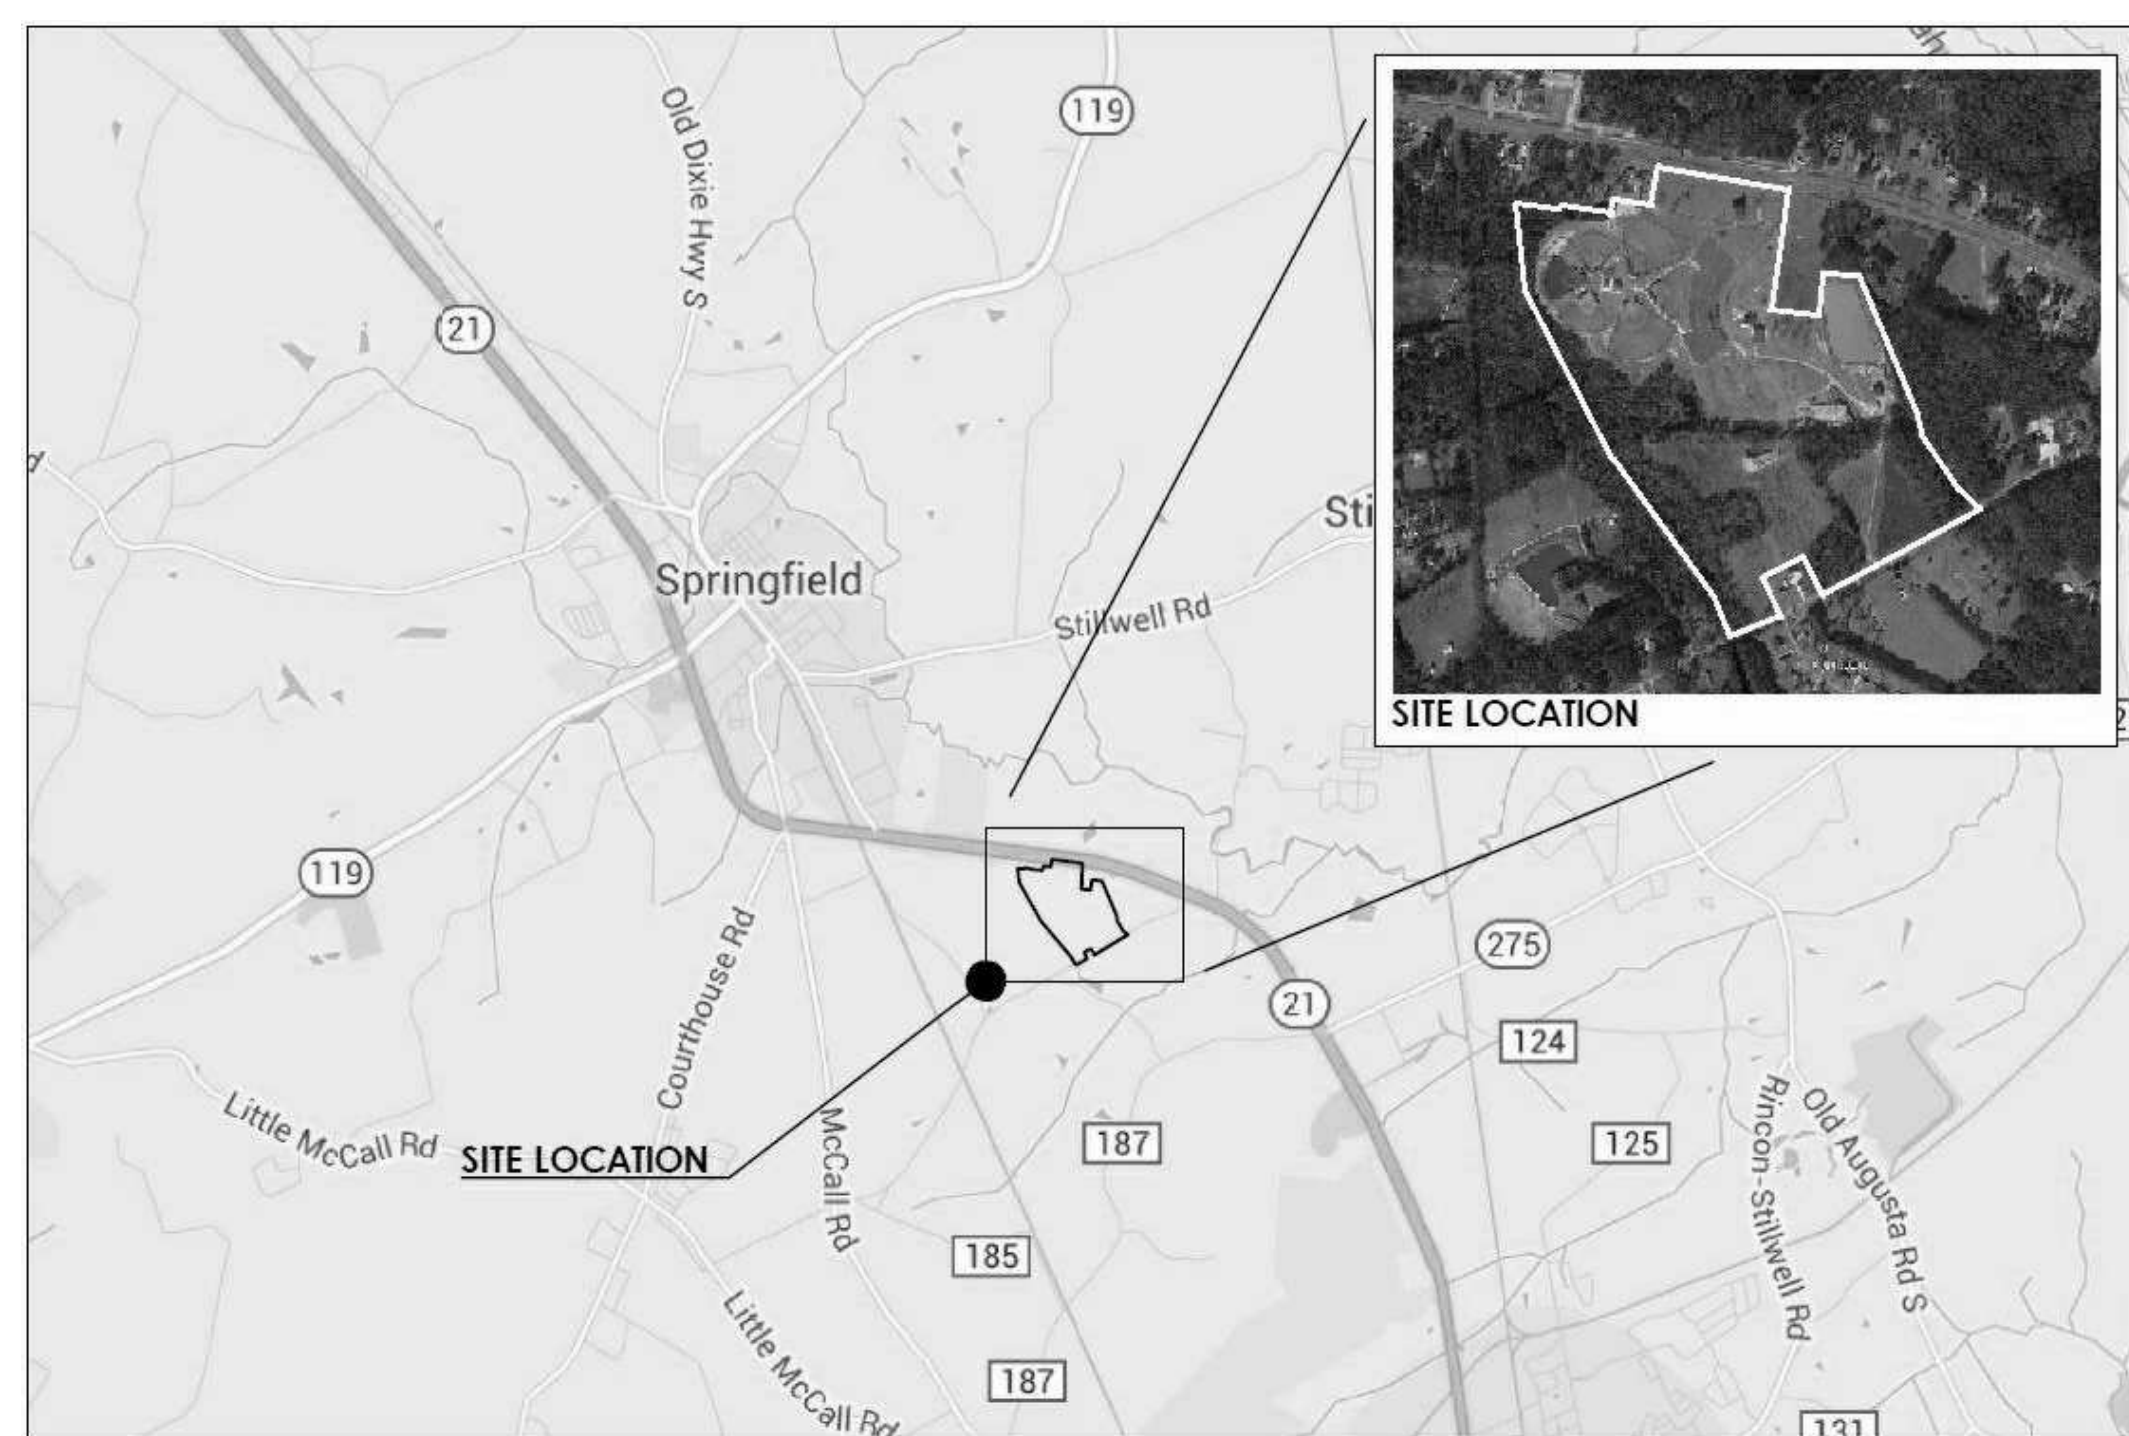 119
Old Dixie Hwy S
21
Sti
Springfield
Stillwell Rd
SITE LOCATION
119
275
21
124
Courthouse Rd
Little McCall Rd
SITE LOCATION
McCall Rd
187
125
Rincon-Stillwell Rd
Old Augusta Rd S
185
Little McCall Rd
187
131